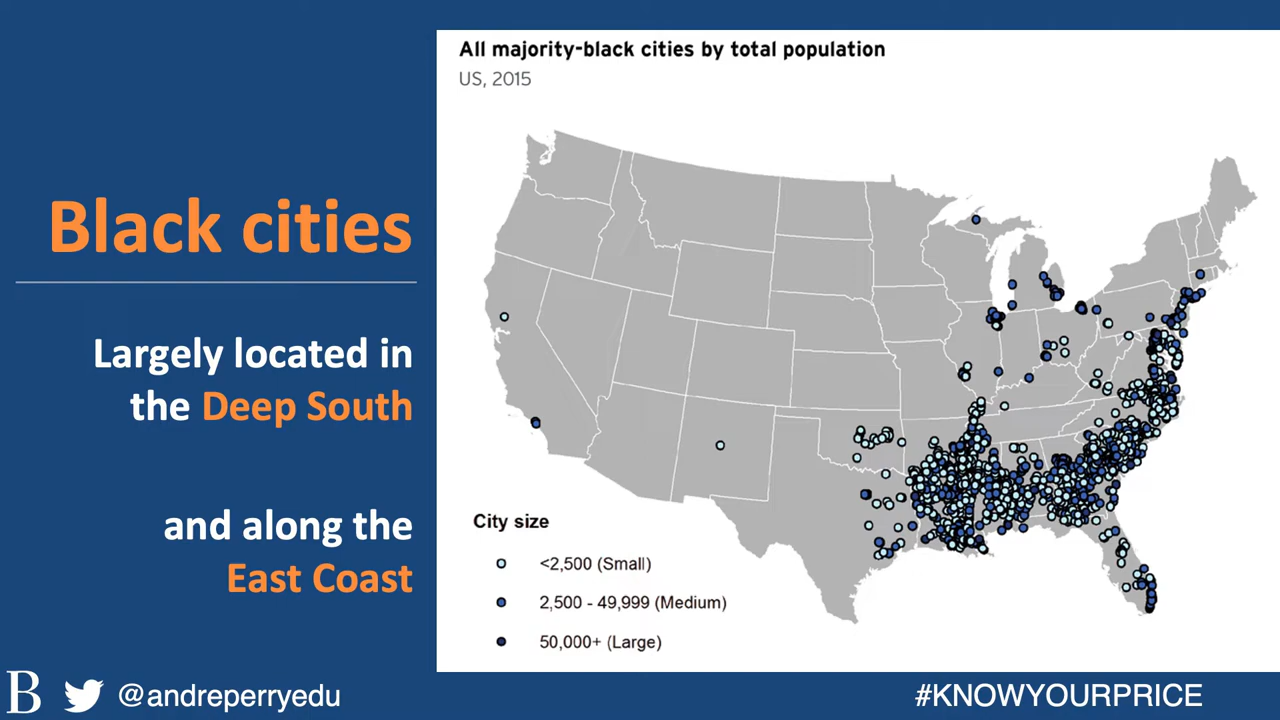 Black cities
Largely located in
the Deep South
and along the
East Coast
All majority-black cities by total population
US, 2015
City size
<2,500 (Small)
2,500 - 49,999 (Medium)
50,000+ (Large)
B
@andreperryedu
#KNOWYOURPRICE